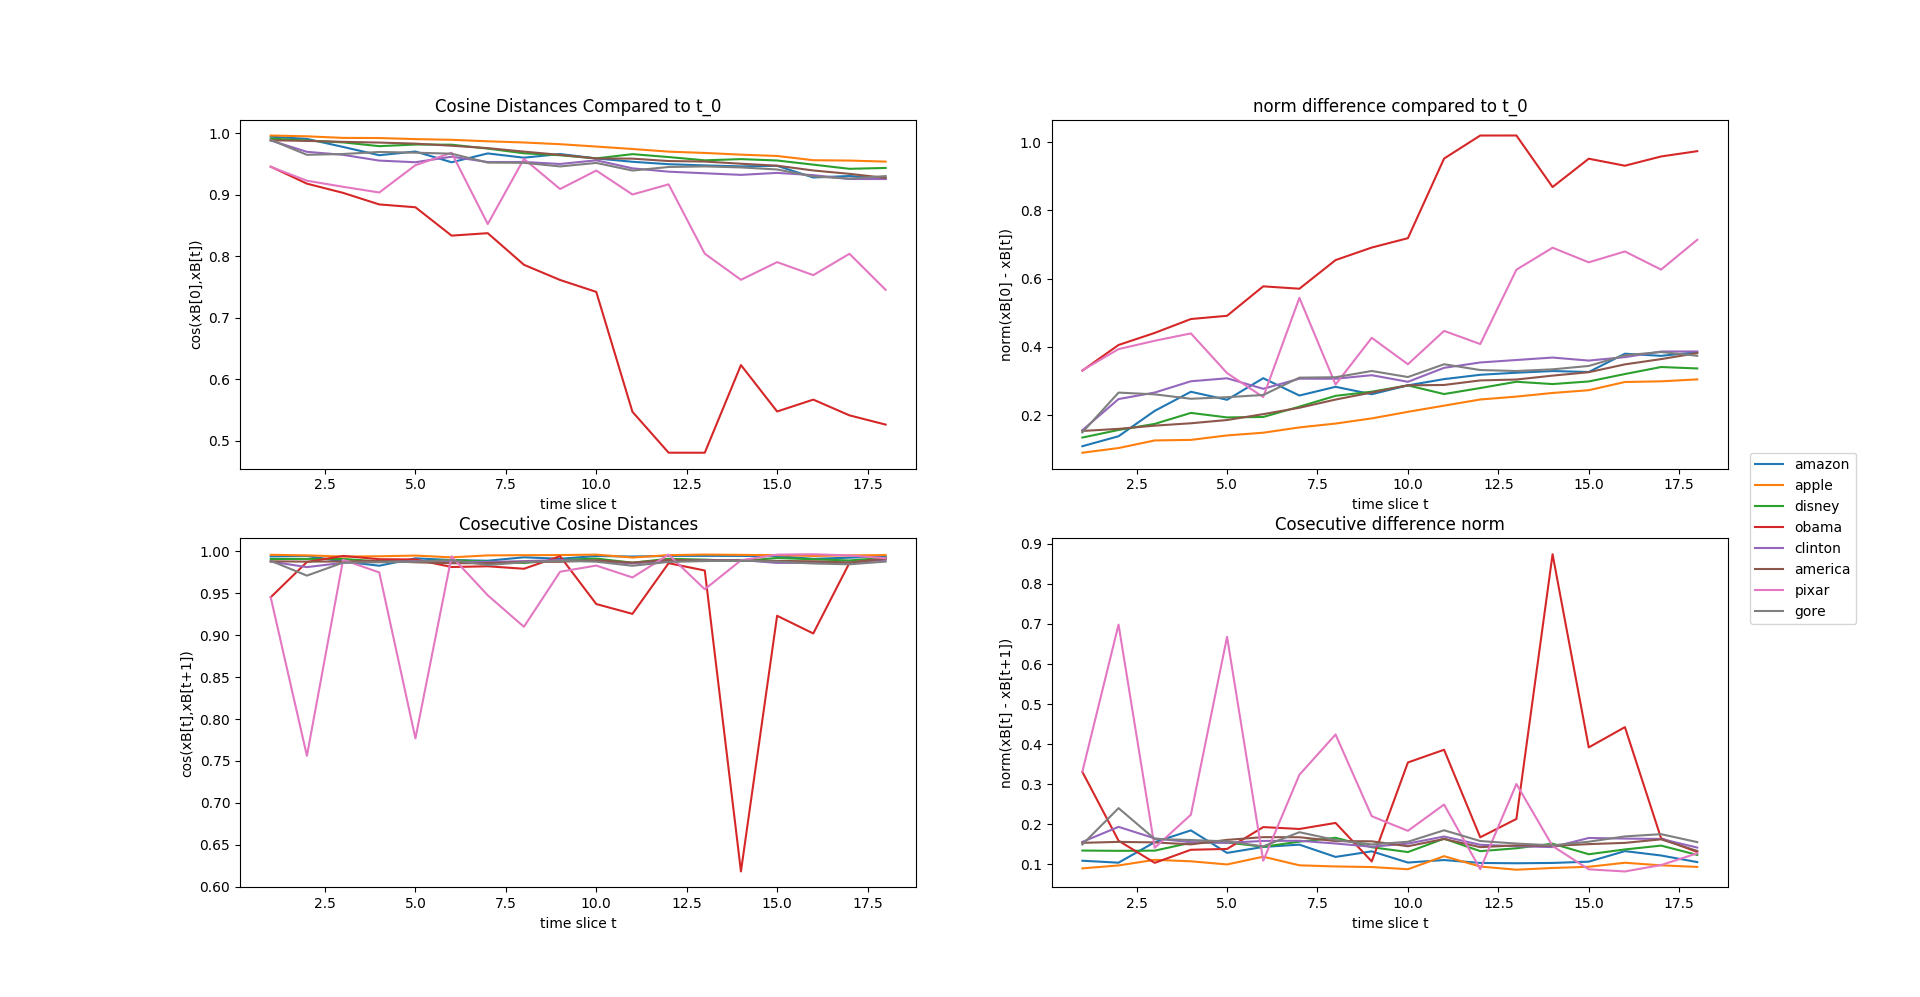 Cosine Distances Compared to t_0
cos(xB[0],xB[t])
1.0
0.9
0.8
0.7
0.6
0.5
2.5 5.0 7.5 10.0 12.5 15.0 17.5
time slice t
norm difference compared to t_0
norm(xB[0] - xB[t])
1.0
0.8
0.6
0.4
0.2
2.5 5.0 7.5 10.0 12.5 15.0 17.5
time slice t
Cosecutive Cosine Distances
cos(xB[t],xB[t+1])
1.00
0.95
0.90
0.85
0.80
0.75
0.70
0.65
0.60
2.5 5.0 7.5 10.0 12.5 15.0 17.5
time slice t
Cosecutive difference norm
norm(xB[t] - xB[t+1])
0.9
0.8
0.7
0.6
0.5
0.4
0.3
0.2
0.1
2.5 5.0 7.5 10.0 12.5 15.0 17.5
time slice t
amazon
apple
disney
obama
clinton
america
pixar
gore